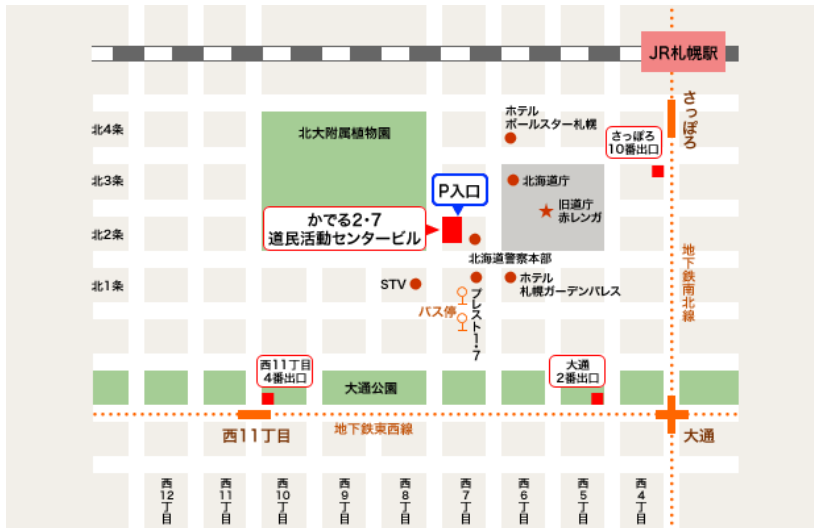 JR札幌駅
さっぽろ
ホテル
ポールスター札幌
さっぽろ
10番出口
北4条
北大附属植物園
北3条
P入口
北海道庁
旧道庁
赤レンガ
かでる2・7
道民活動センタービル
北2条
北海道警察本部
地下鉄南北線
北1条
STV
ホテル
札幌ガーデンパレス
バス停
プレスト1・7
西11丁目
4番出口
大通公園
大通
2番出口
西11丁目
地下鉄東西線
大通
西12丁目
西11丁目
西10丁目
西9丁目
西8丁目
西7丁目
西6丁目
西5丁目
西4丁目